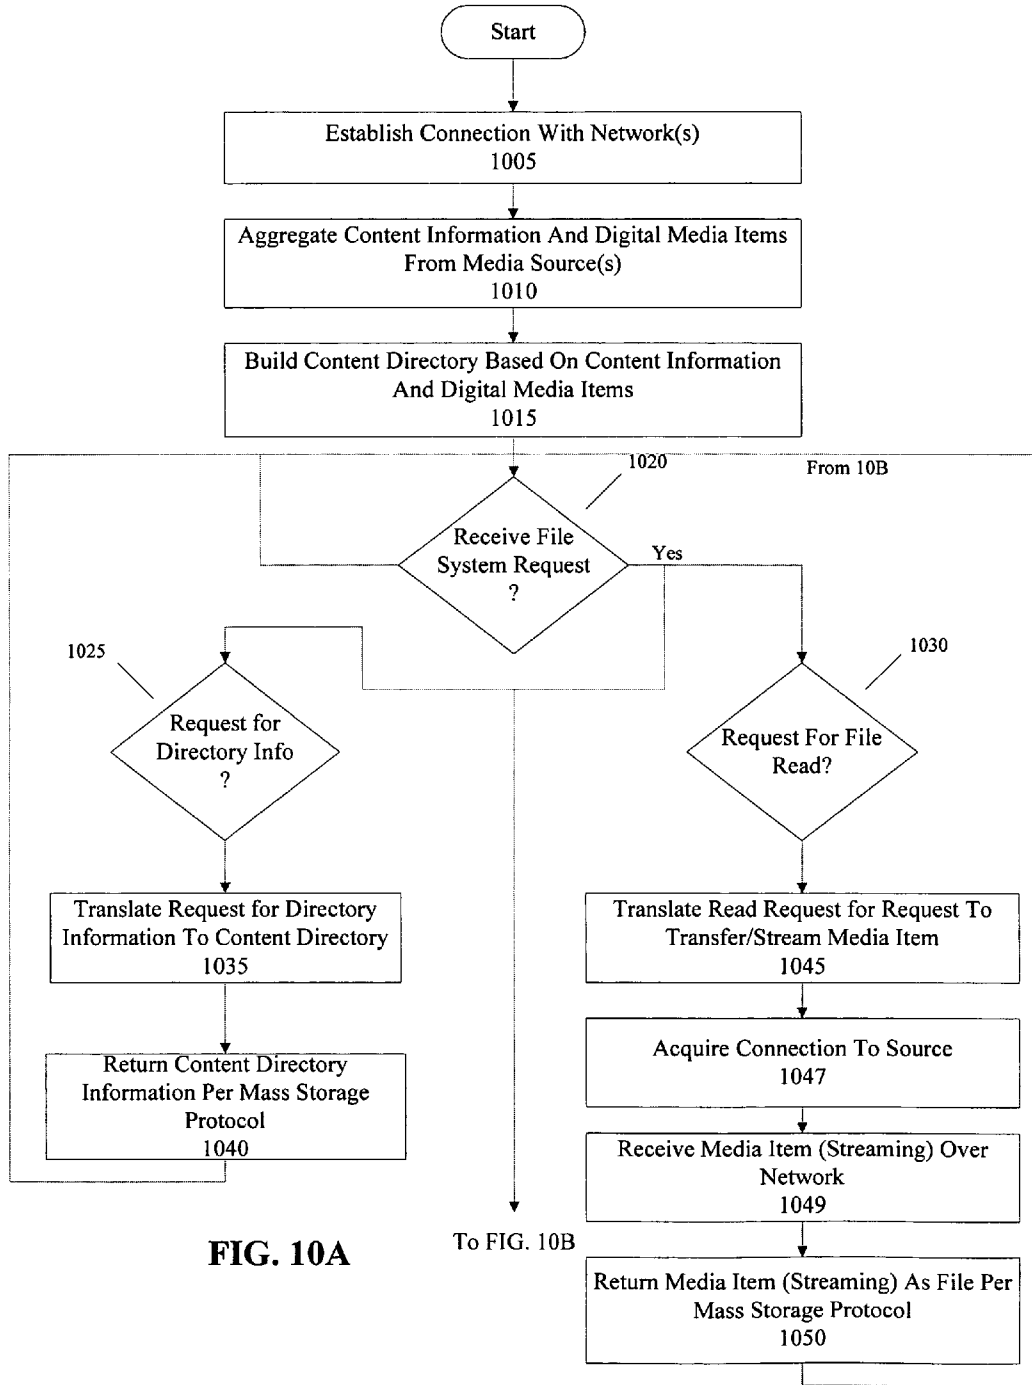 Start
Establish Connection With Network(s)
1005
Aggregate Content Information And Digital Media Items
From Media Source(s)
1010
Build Content Directory Based On Content Information
And Digital Media Items
1015
From 10B
1020
Receive File
System Request
?
Yes
1025
Request for
Directory Info
?
1030
Request For File
Read?
Translate Request for Directory
Information To Content Directory
1035
Return Content Directory
Information Per Mass Storage
Protocol
1040
Translate Read Request for Request To
Transfer/Stream Media Item
1045
Acquire Connection To Source
1047
Receive Media Item (Streaming) Over
Network
1049
Return Media Item (Streaming) As File Per
Mass Storage Protocol
1050
To FIG. 10B
FIG. 10A